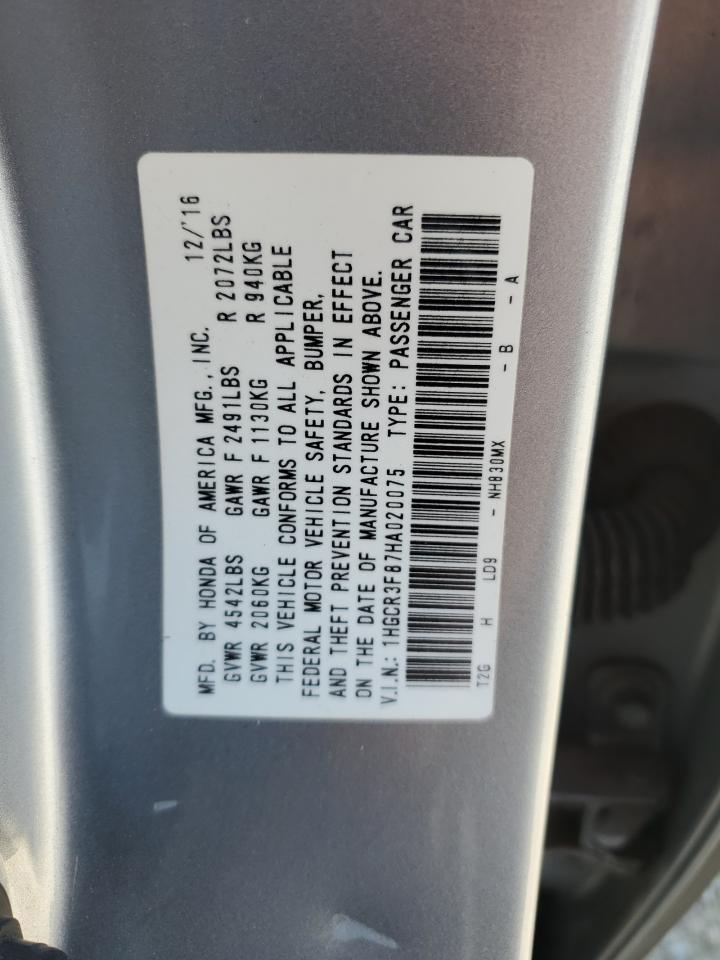 MFD. BY HONDA OF AMERICA MFG., INC. 12/'16
GVWR 4542LBS GAWR F 2491LBS R 2072LBS
GVWR 2060KG GAWR F 1130KG R 940KG
THIS VEHICLE CONFORMS TO ALL APPLICABLE
FEDERAL MOTOR VEHICLE SAFETY, BUMPER,
AND THEFT PREVENTION STANDARDS IN EFFECT
ON THE DATE OF MANUFACTURE SHOWN ABOVE.
V.I.N.: 1HGCR3F87HA020075 TYPE: PASSENGER CAR
T2G H LD9 - NH830MX - B - A